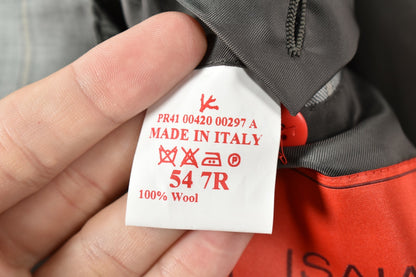 PR41 00420 00297 A
MADE IN ITALY
54 7R
100% Wool